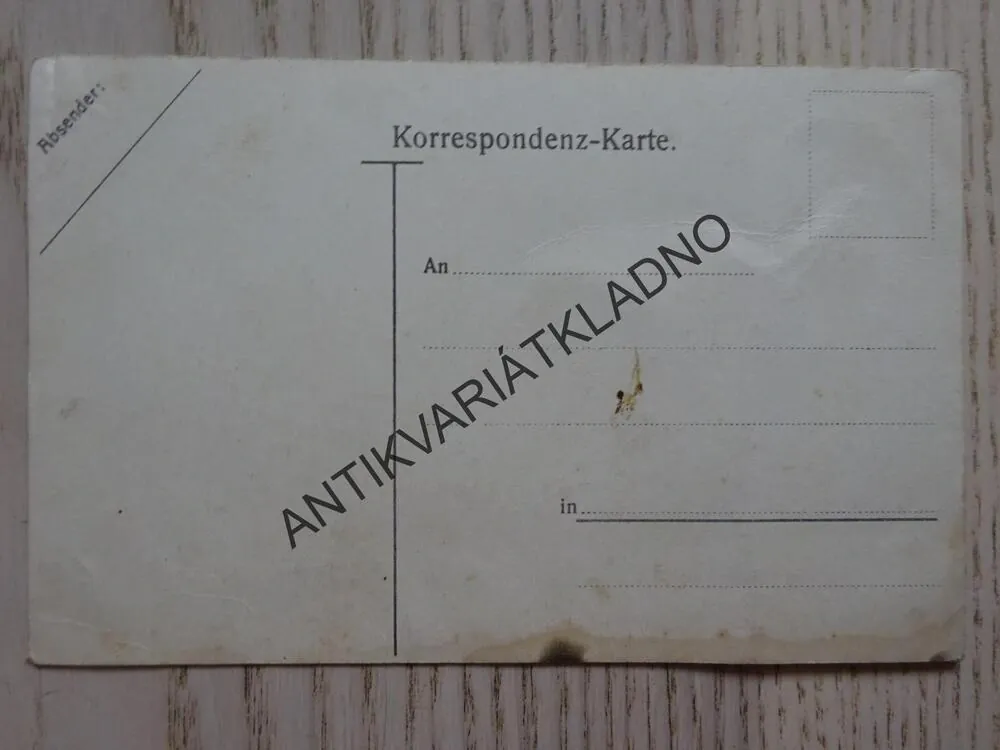 Absender:
Korrespondenz-Karte.
An
ANTIKVARIÁTKLADNO
in